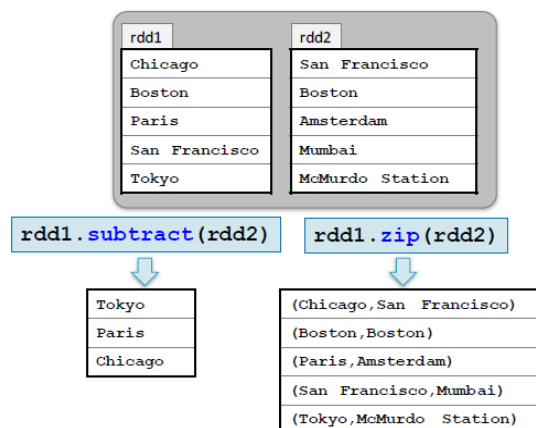 rdd1
rdd2
Chicago
San Francisco
Boston
Boston
Paris
Amsterdam
San Francisco
Mumbai
Tokyo
McMurdo Station
rdd1.subtract(rdd2)
rdd1.zip(rdd2)
Tokyo
Paris
Chicago
(Chicago,San Francisco)
(Boston,Boston)
(Paris,Amsterdam)
(San Francisco,Mumbai)
(Tokyo,McMurdo Station)